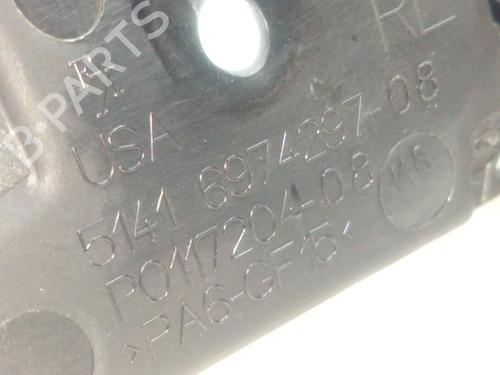 B-PARTS
RL
USA
5141 6974297-08
P0117204-08
>PA6-GF15<